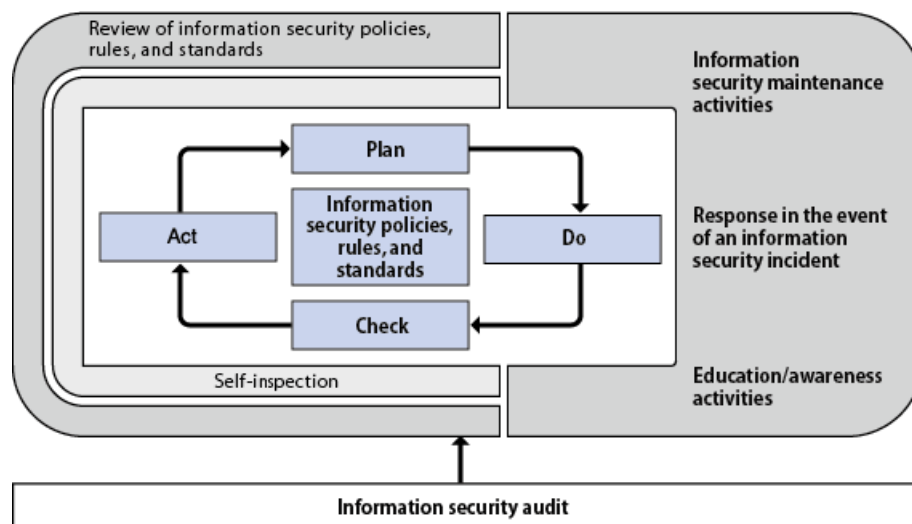 Review of information security policies,
rules, and standards
Information
security maintenance
activities
Plan
Information
security policies,
rules, and
standards
Act
Do
Response in the event
of an information
security incident
Check
Self-inspection
Education/awareness
activities
Information security audit